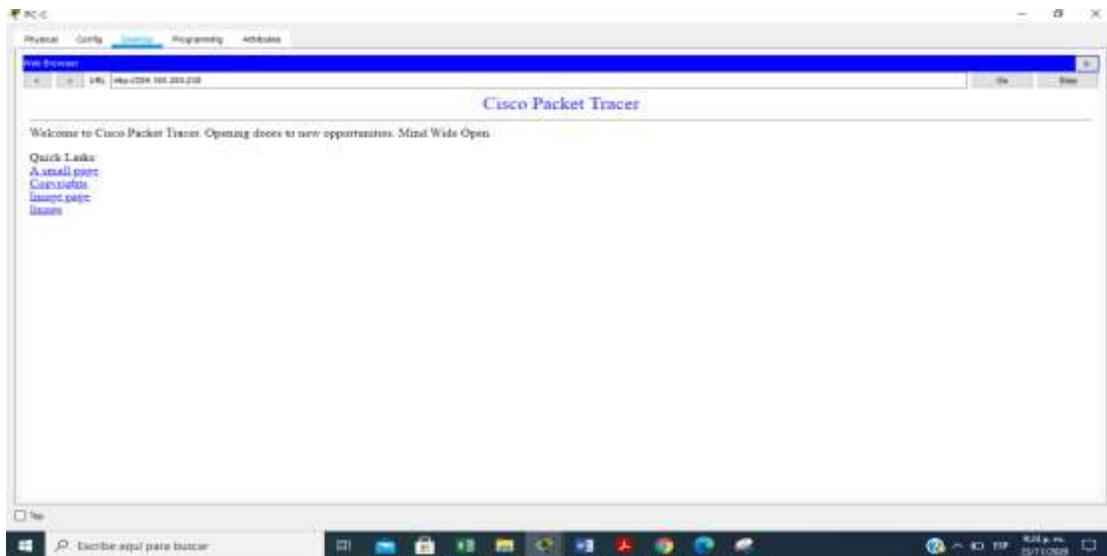 PC-C
Physical Config Desktop Programming Attributes
Web Browser
< > URL Go Stop
Cisco Packet Tracer
Welcome to Cisco Packet Tracer. Opening doors to new opportunities. Mind Wide Open.
Quick Links:
A small page
Copyrights
Image page
Image
Top
Escribe aquí para buscar
ESP